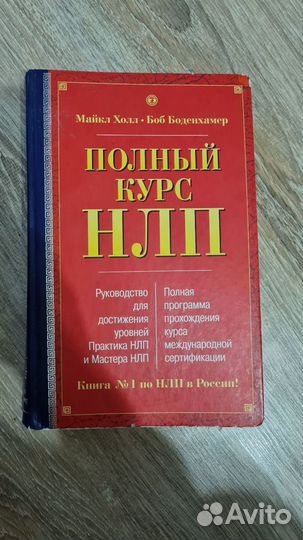 Майкл Холл • Боб Боденхамер
ПОЛНЫЙ
КУРС
НЛП
Руководство
для
достижения
уровней
Практика НЛП
и Мастера НЛП
Полная
программа
прохождения
курса
международной
сертификации
Книга №1 по НЛП в России!
Avito